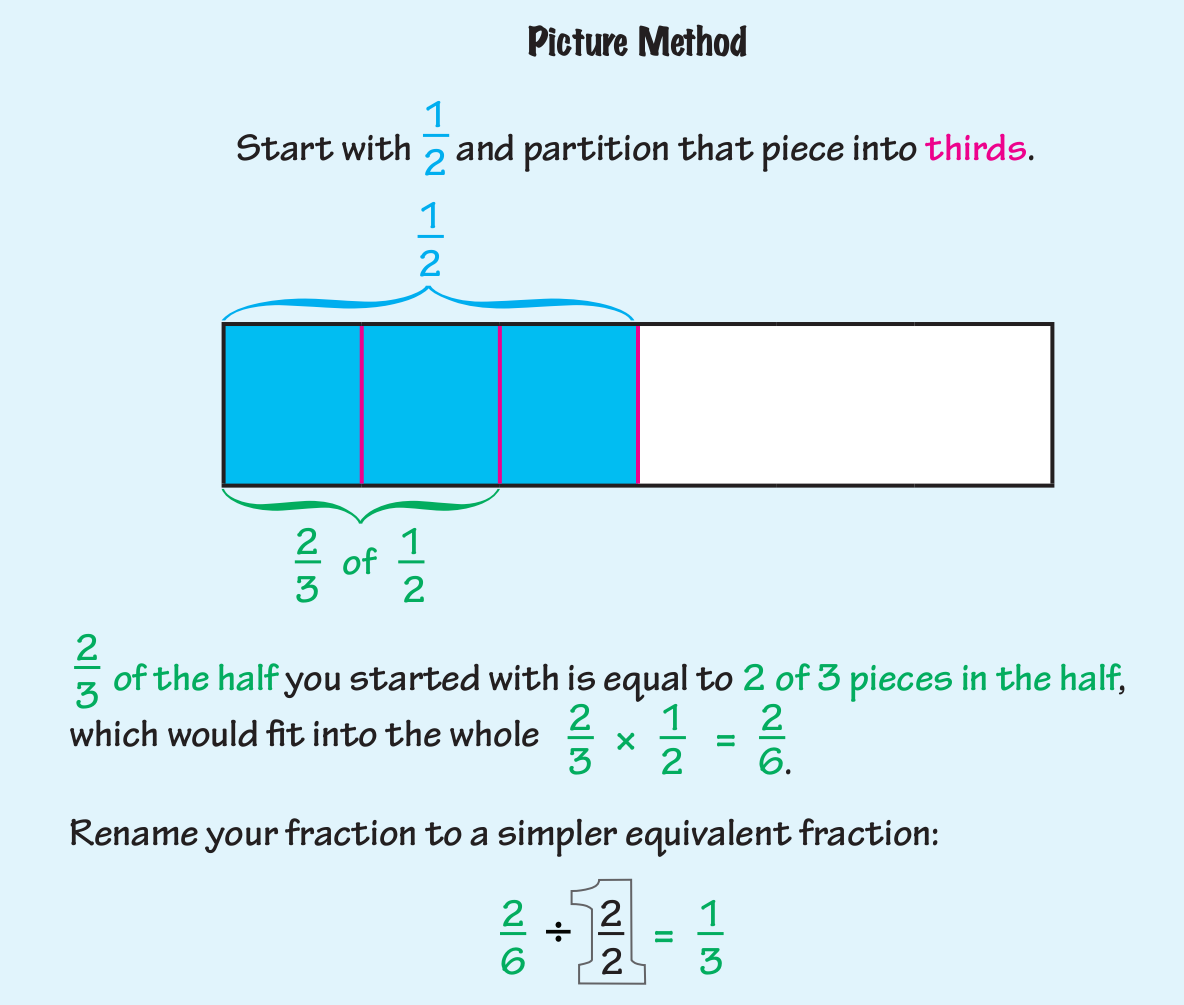 Picture Method
Start with 1/2 and partition that piece into thirds.
1/2
2/3 of 1/2
2/3 of the half you started with is equal to 2 of 3 pieces in the half,
which would fit into the whole 2/3 × 1/2 = 2/6.
Rename your fraction to a simpler equivalent fraction:
2/6 ÷ 2/2 = 1/3